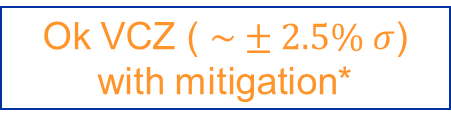 Ok VCZ ( ~ ± 2.5% σ)
with mitigation*